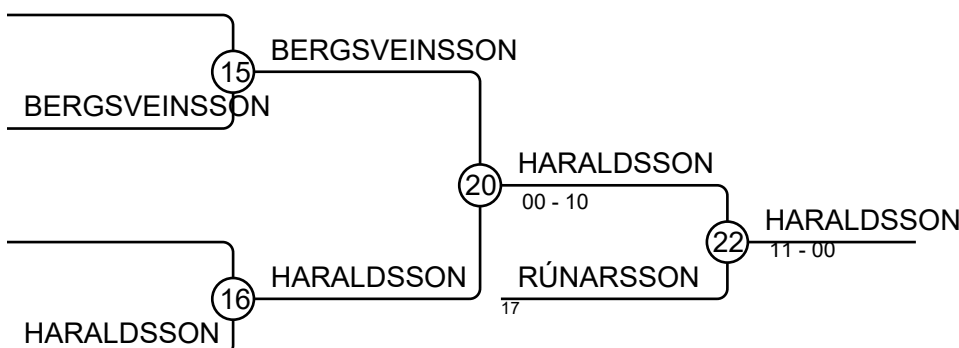 BERGSVEINSSON
15
BERGSVEINSSON
HARALDSSON
20
00 - 10
HARALDSSON
22
11 - 00
HARALDSSON
RÚNARSSON
16
17
HARALDSSON